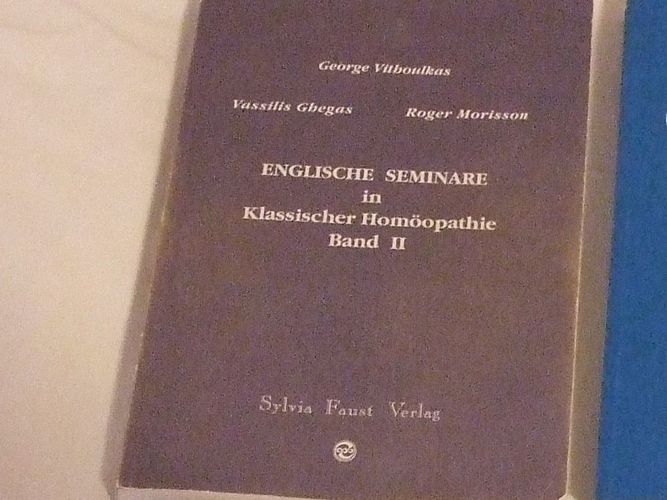 George Vithoulkas
Vassilis Ghegas Roger Morisson
ENGLISCHE SEMINARE
in
Klassischer Homöopathie
Band II
Sylvia Faust Verlag